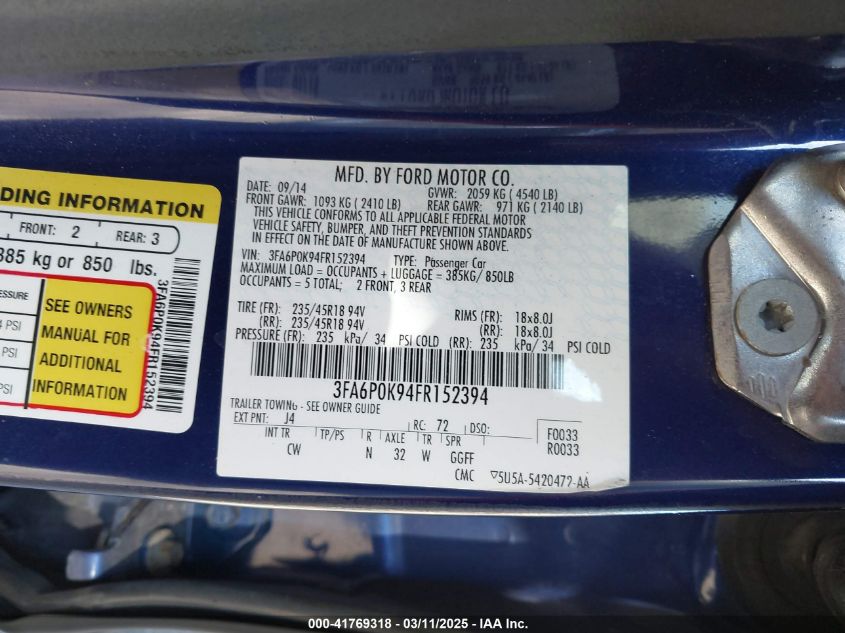 DING INFORMATION
FRONT: 2 REAR: 3
385 kg or 850 lbs.
RESSURE
PSI
PSI
PSI
SEE OWNERS
MANUAL FOR
ADDITIONAL
INFORMATION
3FA6P0K94FR152394
MFD. BY FORD MOTOR CO.
DATE: 09/14 GVWR: 2059 KG ( 4540 LB)
FRONT GAWR: 1093 KG ( 2410 LB) REAR GAWR: 971 KG ( 2140 LB)
THIS VEHICLE CONFORMS TO ALL APPLICABLE FEDERAL MOTOR
VEHICLE SAFETY, BUMPER, AND THEFT PREVENTION STANDARDS
IN EFFECT ON THE DATE OF MANUFACTURE SHOWN ABOVE.
VIN: 3FA6P0K94FR152394 TYPE: Passenger Car
MAXIMUM LOAD = OCCUPANTS + LUGGAGE = 385KG/ 850LB
OCCUPANTS = 5 TOTAL; 2 FRONT, 3 REAR
TIRE (FR): 235/45R18 94V RIMS (FR): 18x8.0J
(RR): 235/45R18 94V (RR): 18x8.0J
PRESSURE (FR): 235 kPa/ 34 PSI COLD (RR): 235 kPa/ 34 PSI COLD
3FA6P0K94FR152394
TRAILER TOWING - SEE OWNER GUIDE
EXT PNT: J4 RC: 72 DSO: F0033
R0033
INT TR TP/PS R AXLE TR SPR
CW N 32 W GGFF
CMC ▽5U5A-5420472-AA
000-41769318 - 03/11/2025 - IAA Inc.